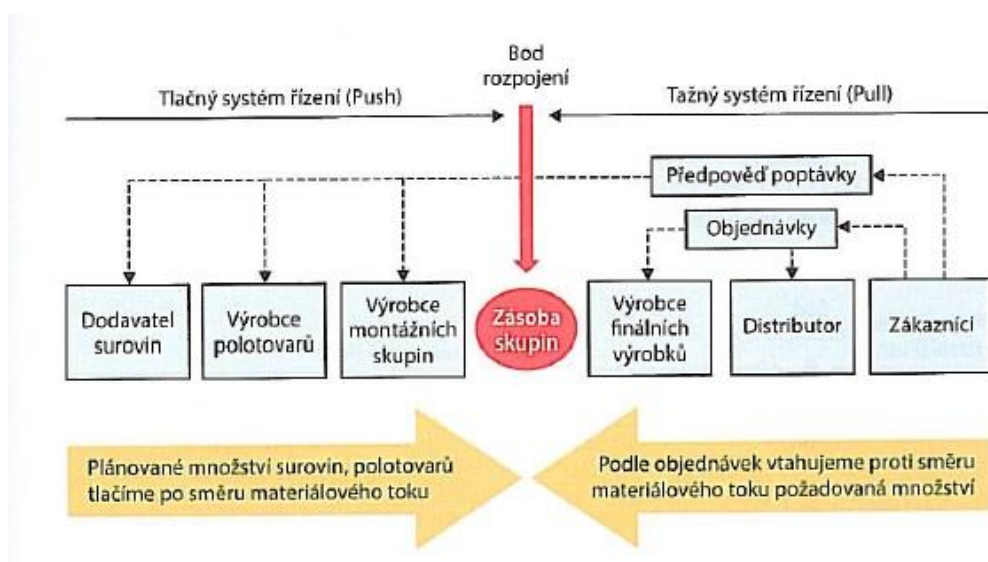 Bod
rozpojení
Tlačný systém řízení (Push)
Tažný systém řízení (Pull)
Předpověď poptávky
Objednávky
Dodavatel
surovin
Výrobce
polotovarů
Výrobce
montážních
skupin
Zásoba
skupin
Výrobce
finálních
výrobků
Distributor
Zákazníci
Plánované množství surovin, polotovarů
tlačíme po směru materiálového toku
Podle objednávek vtahujeme proti směru
materiálového toku požadovaná množství